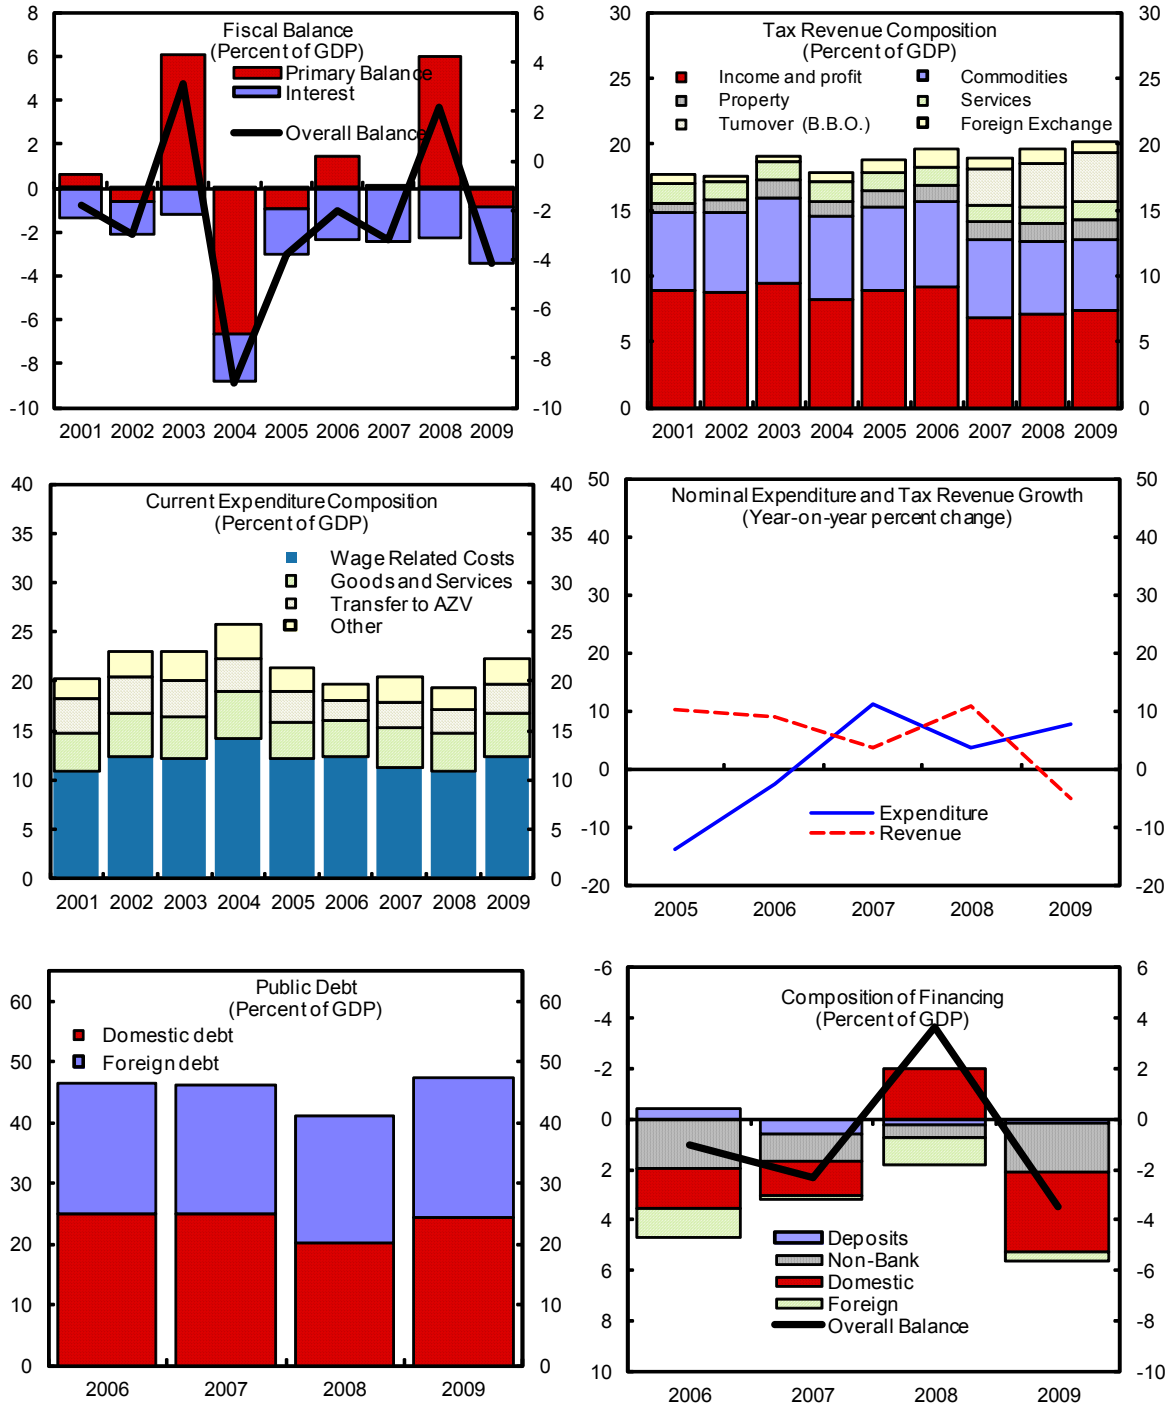 Fiscal Balance
(Percent of GDP)
Primary Balance
Interest
Overall Balance
8
6
4
2
0
-2
-4
-6
-8
-10
6
4
2
0
-2
-4
-6
-8
-10
2001 2002 2003 2004 2005 2006 2007 2008 2009
Tax Revenue Composition
(Percent of GDP)
Income and profit
Commodities
Property
Services
Turnover (B.B.O.)
Foreign Exchange
30
25
20
15
10
5
0
30
25
20
15
10
5
0
2001 2002 2003 2004 2005 2006 2007 2008 2009
Current Expenditure Composition
(Percent of GDP)
Wage Related Costs
Goods and Services
Transfer to AZV
Other
40
35
30
25
20
15
10
5
0
40
35
30
25
20
15
10
5
0
2001 2002 2003 2004 2005 2006 2007 2008 2009
Nominal Expenditure and Tax Revenue Growth
(Year-on-year percent change)
Expenditure
Revenue
50
40
30
20
10
0
-10
-20
50
40
30
20
10
0
-10
-20
2005 2006 2007 2008 2009
Public Debt
(Percent of GDP)
Domestic debt
Foreign debt
60
50
40
30
20
10
0
60
50
40
30
20
10
0
2006 2007 2008 2009
Composition of Financing
(Percent of GDP)
Deposits
Non-Bank
Domestic
Foreign
Overall Balance
-6
-4
-2
0
2
4
6
8
10
6
4
2
0
-2
-4
-6
-8
-10
2006 2007 2008 2009